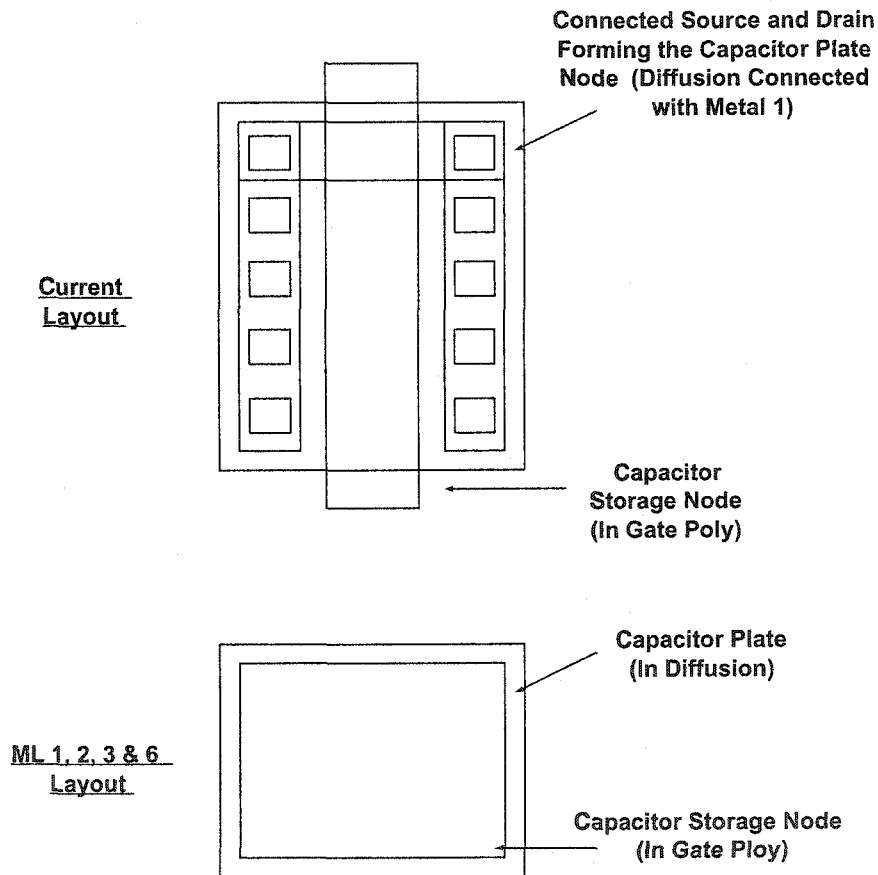 Connected Source and Drain
Forming the Capacitor Plate
Node (Diffusion Connected
with Metal 1)
Current
Layout
Capacitor
Storage Node
(In Gate Poly)
Capacitor Plate
(In Diffusion)
ML 1, 2, 3 & 6
Layout
Capacitor Storage Node
(In Gate Ploy)